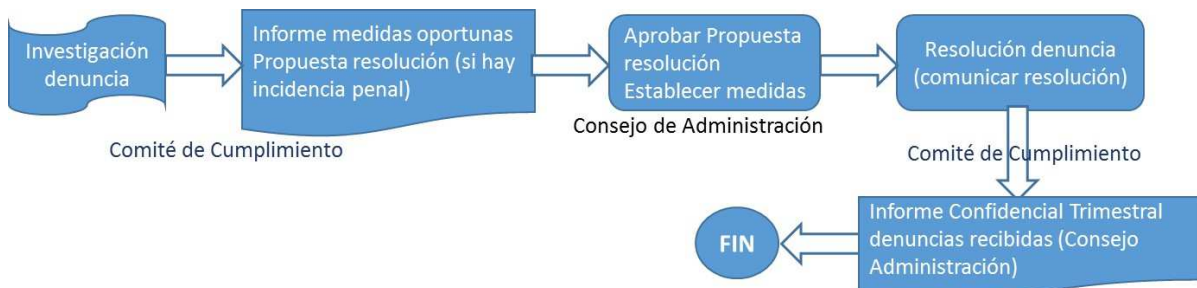 Investigación
denuncia
Informe medidas oportunas
Propuesta resolución (si hay
incidencia penal)
Comité de Cumplimiento
Aprobar Propuesta
resolución
Establecer medidas
Consejo de Administración
Resolución denuncia
(comunicar resolución)
Comité de Cumplimiento
Informe Confidencial Trimestral
denuncias recibidas (Consejo
Administración)
FIN